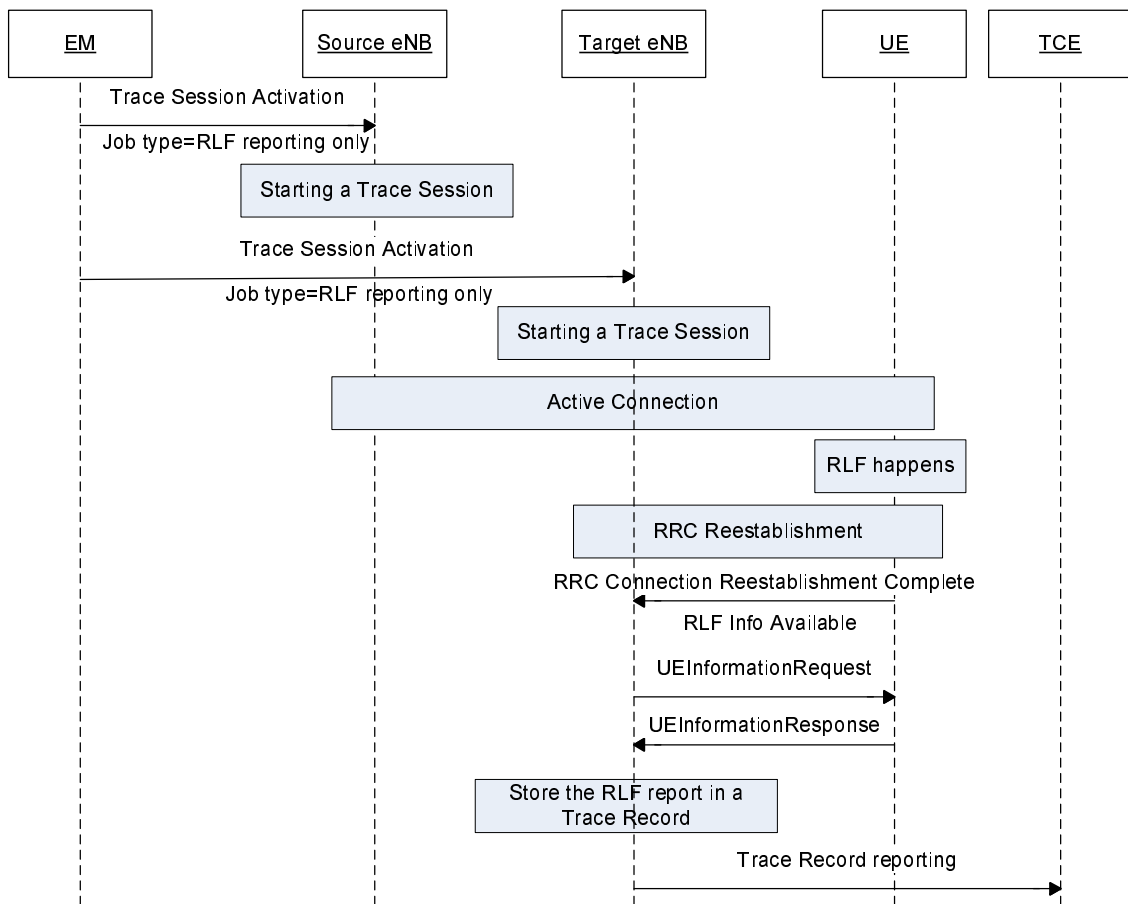 EM
Source eNB
Target eNB
UE
TCE
Trace Session Activation
Job type=RLF reporting only
Starting a Trace Session
Trace Session Activation
Job type=RLF reporting only
Starting a Trace Session
Active Connection
RLF happens
RRC Reestablishment
RRC Connection Reestablishment Complete
RLF Info Available
UEInformationRequest
UEInformationResponse
Store the RLF report in a
Trace Record
Trace Record reporting